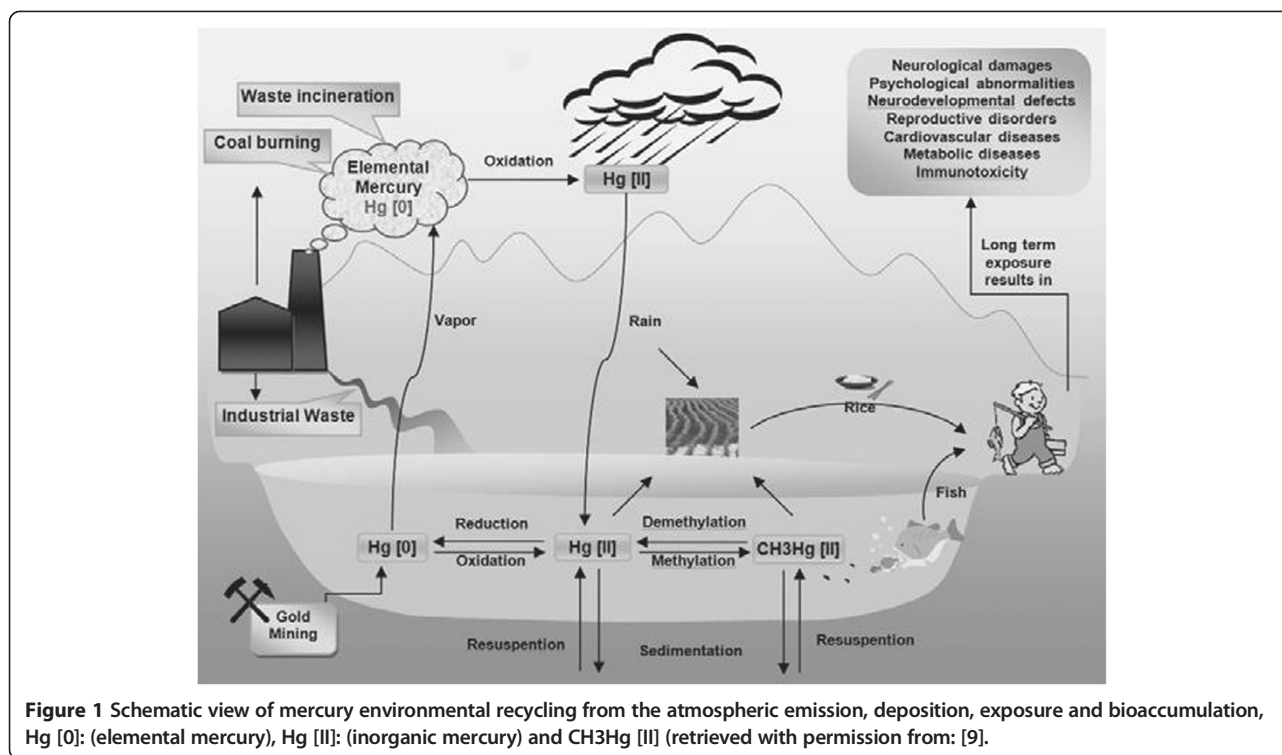 Waste incineration
Coal burning
Elemental
Mercury
Hg [0]
Oxidation
Hg [II]
Neurological damages
Psychological abnormalities
Neurodevelopmental defects
Reproductive disorders
Cardiovascular diseases
Metabolic diseases
Immunotoxicity
Long term
exposure
results in
Vapor
Rain
Industrial Waste
Rice
Fish
Reduction
Demethylation
Hg [0]
Hg [II]
CH3Hg [II]
Oxidation
Methylation
Gold
Mining
Resuspention
Sedimentation
Resuspention
Figure 1 Schematic view of mercury environmental recycling from the atmospheric emission, deposition, exposure and bioaccumulation,
Hg [0]: (elemental mercury), Hg [II]: (inorganic mercury) and CH3Hg [II] (retrieved with permission from: [9].